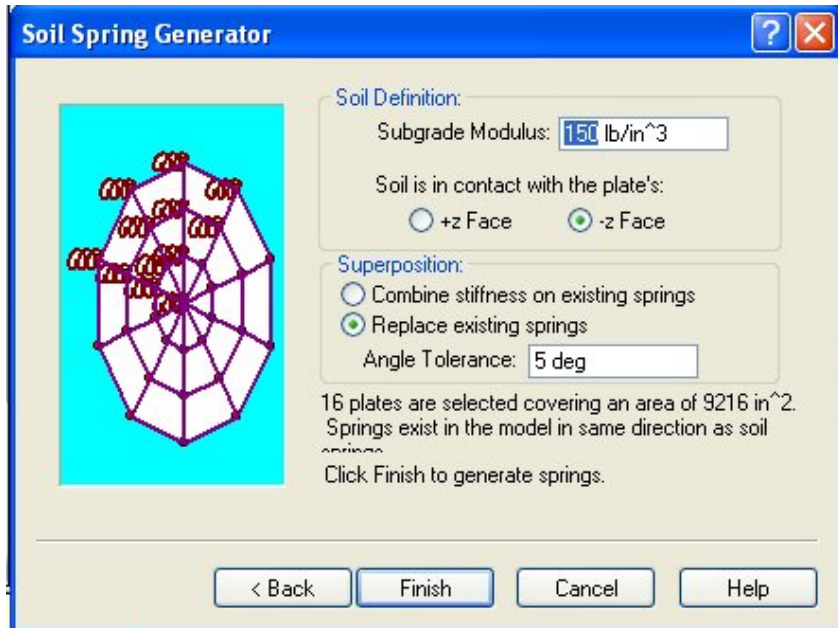 Soil Spring Generator
Soil Definition:
Subgrade Modulus: 150 lb/in^3
Soil is in contact with the plate's:
+z Face -z Face
Superposition:
Combine stiffness on existing springs
Replace existing springs
Angle Tolerance: 5 deg
16 plates are selected covering an area of 9216 in^2.
Springs exist in the model in same direction as soil
springs.
Click Finish to generate springs.
< Back Finish Cancel Help